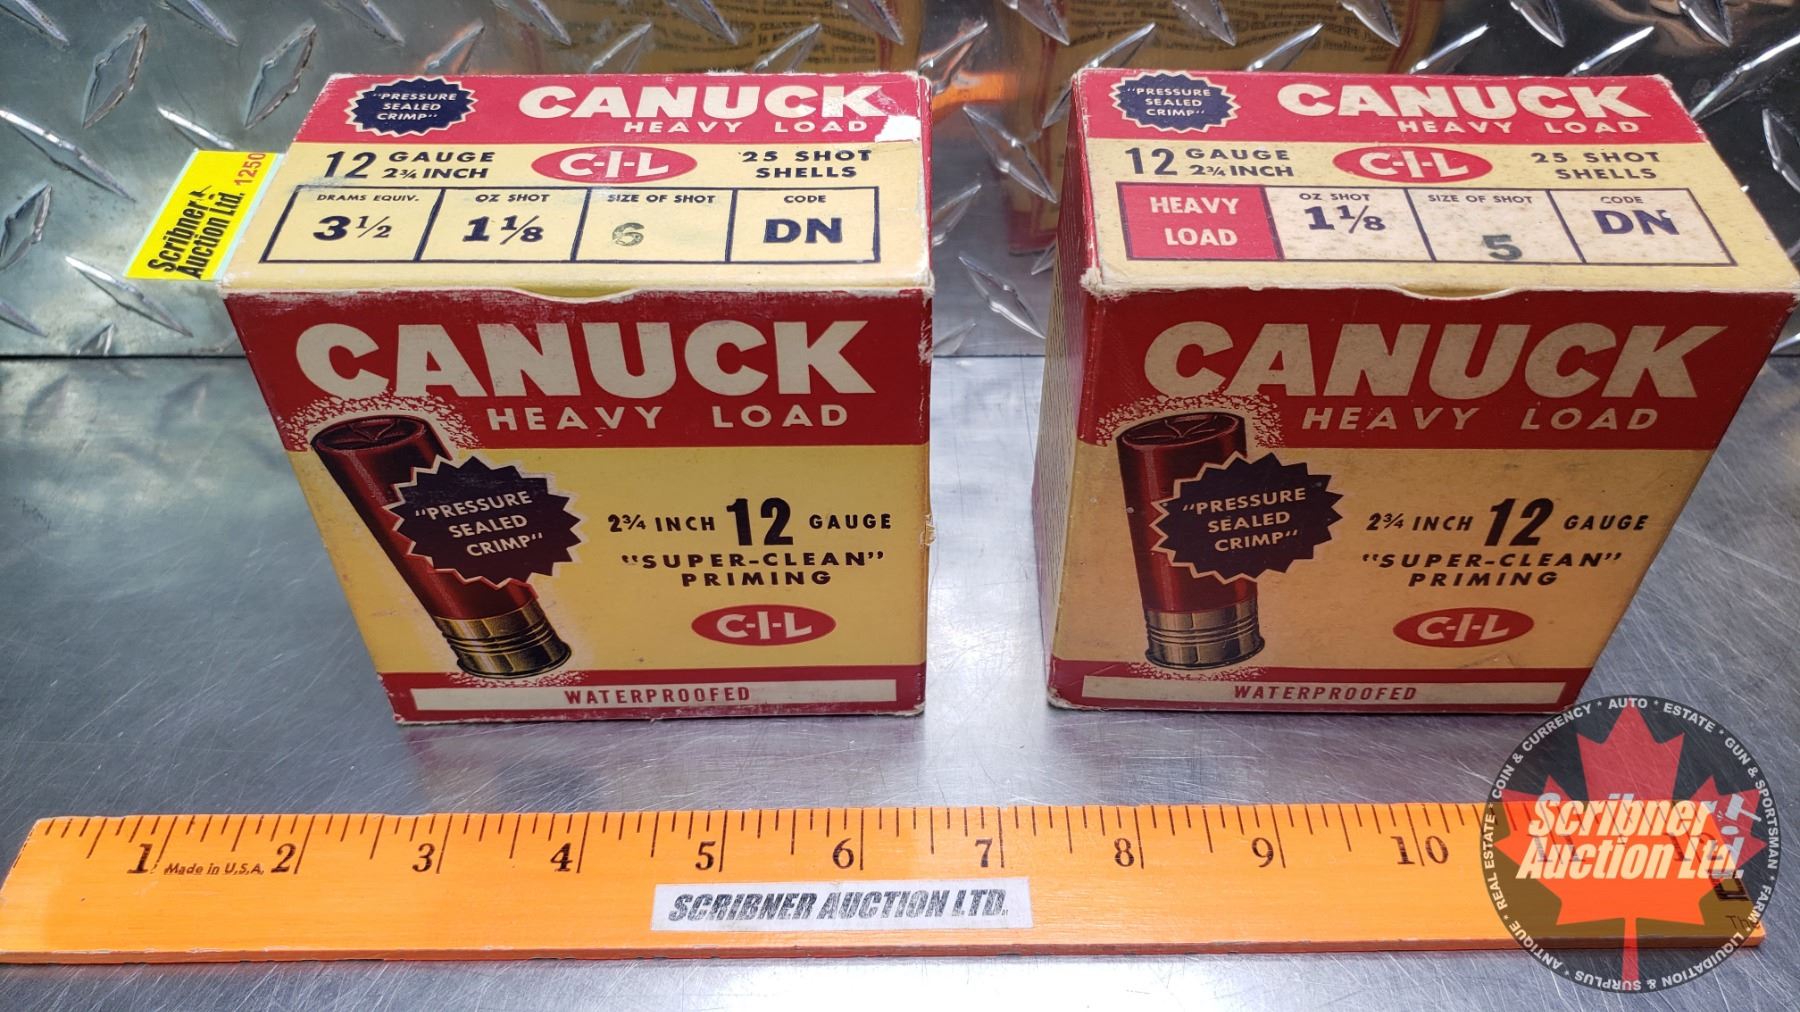 "PRESSURE
SEALED
CRIMP"
CANUCK
HEAVY LOAD
12 GAUGE
2¾ INCH
C-I-L
25 SHOT
SHELLS
DRAMS EQUIV.
3½
OZ SHOT
1⅛
SIZE OF SHOT
6
CODE
DN
Scribner
Auction Ltd.
1250
CANUCK
HEAVY LOAD
"PRESSURE
SEALED
CRIMP"
2¾ INCH 12 GAUGE
"SUPER-CLEAN"
PRIMING
C-I-L
WATERPROOFED
"PRESSURE
SEALED
CRIMP"
CANUCK
HEAVY LOAD
12 GAUGE
2¾ INCH
C-I-L
25 SHOT
SHELLS
HEAVY
LOAD
OZ SHOT
1⅛
SIZE OF SHOT
5
CODE
DN
CANUCK
HEAVY LOAD
"PRESSURE
SEALED
CRIMP"
2¾ INCH 12 GAUGE
"SUPER-CLEAN"
PRIMING
C-I-L
WATERPROOFED
1 2 3 4 5 6 7 8 9 10 11 12
Made in U.S.A.
SCRIBNER AUCTION LTD.
COIN & CURRENCY * AUTO * ESTATE * GUN & SPORTSMAN * FARM * LIQUIDATION & SURPLUS * ANTIQUE * REAL ESTATE *
Scribner
Auction Ltd.